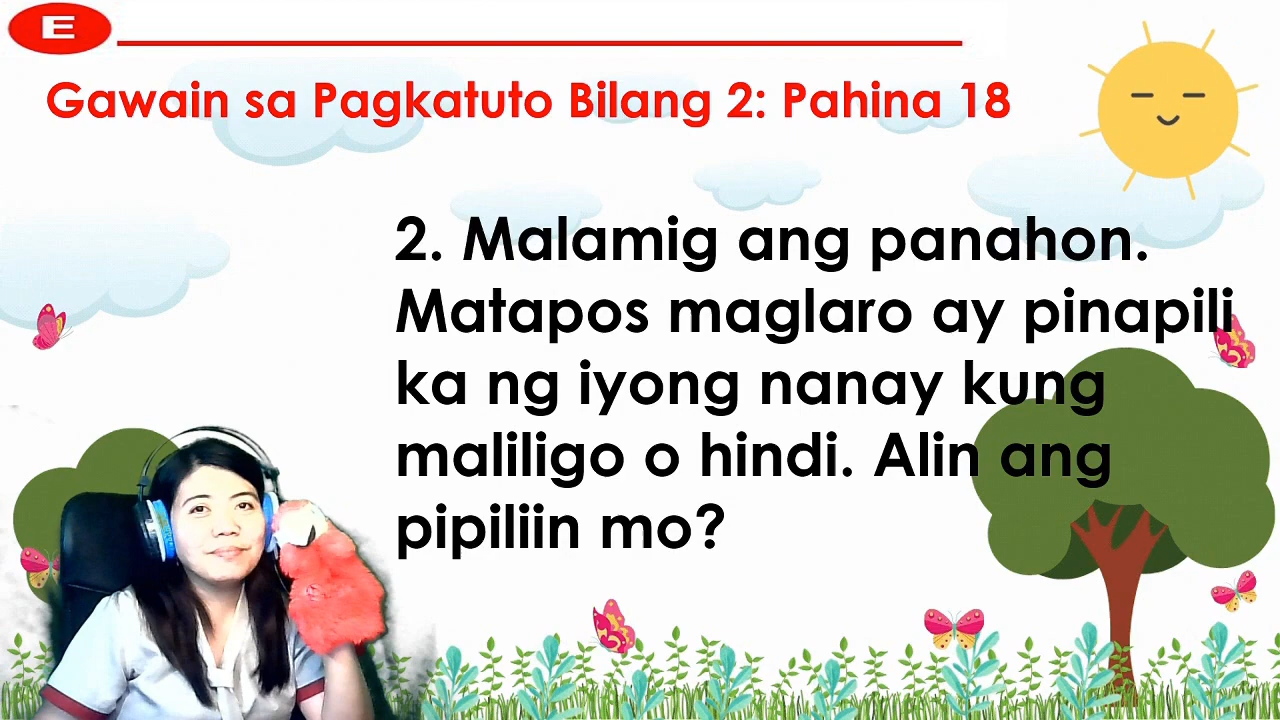 E
Gawain sa Pagkatuto Bilang 2: Pahina 18
2. Malamig ang panahon.
Matapos maglaro ay pinapili
ka ng iyong nanay kung
maliligo o hindi. Alin ang
pipiliin mo?